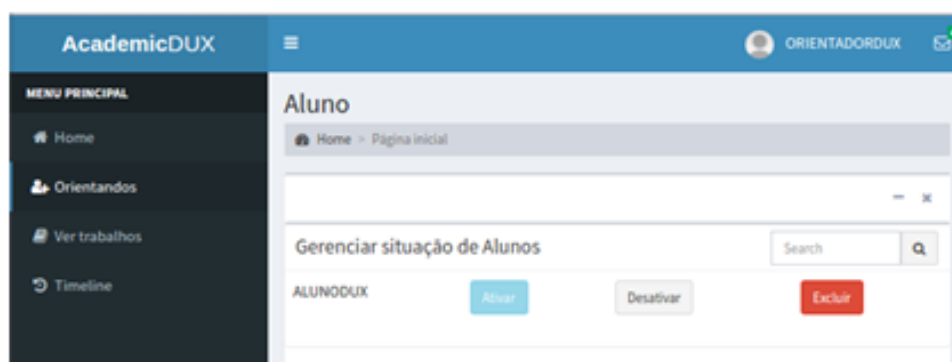 AcademicDUX
ORIENTADORDUX
MENU PRINCIPAL
Home
Orientandos
Ver trabalhos
Timeline
Aluno
Home > Página inicial
Gerenciar situação de Alunos
Search
ALUNODUX
Ativar
Desativar
Excluir